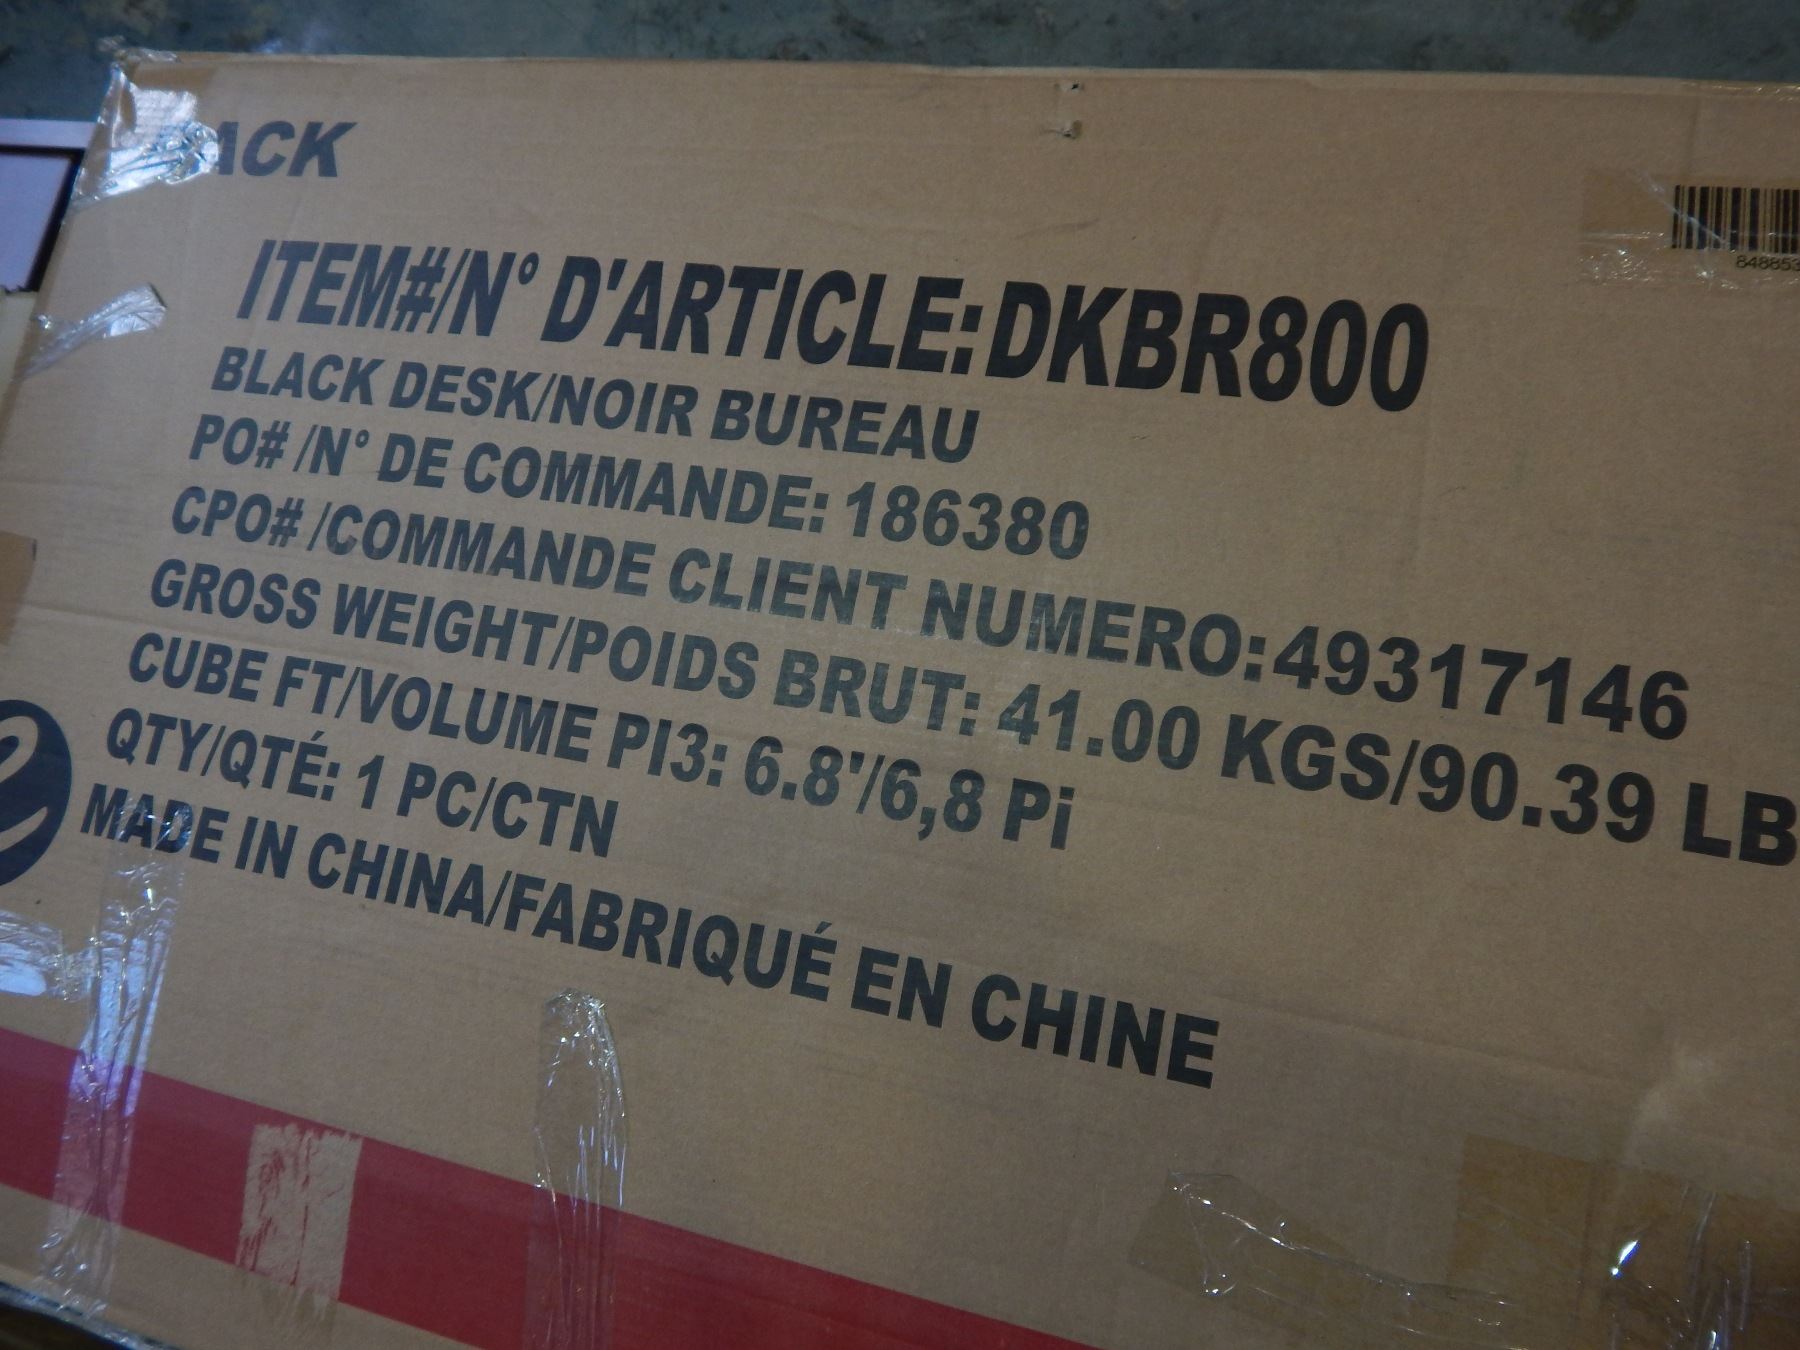 ACK
848853
ITEM#/N° D'ARTICLE:DKBR800
BLACK DESK/NOIR BUREAU
PO# /N° DE COMMANDE: 186380
CPO# /COMMANDE CLIENT NUMERO:49317146
GROSS WEIGHT/POIDS BRUT: 41.00 KGS/90.39 LB
CUBE FT/VOLUME PI3: 6.8'/6,8 Pi
QTY/QTÉ: 1 PC/CTN
MADE IN CHINA/FABRIQUÉ EN CHINE